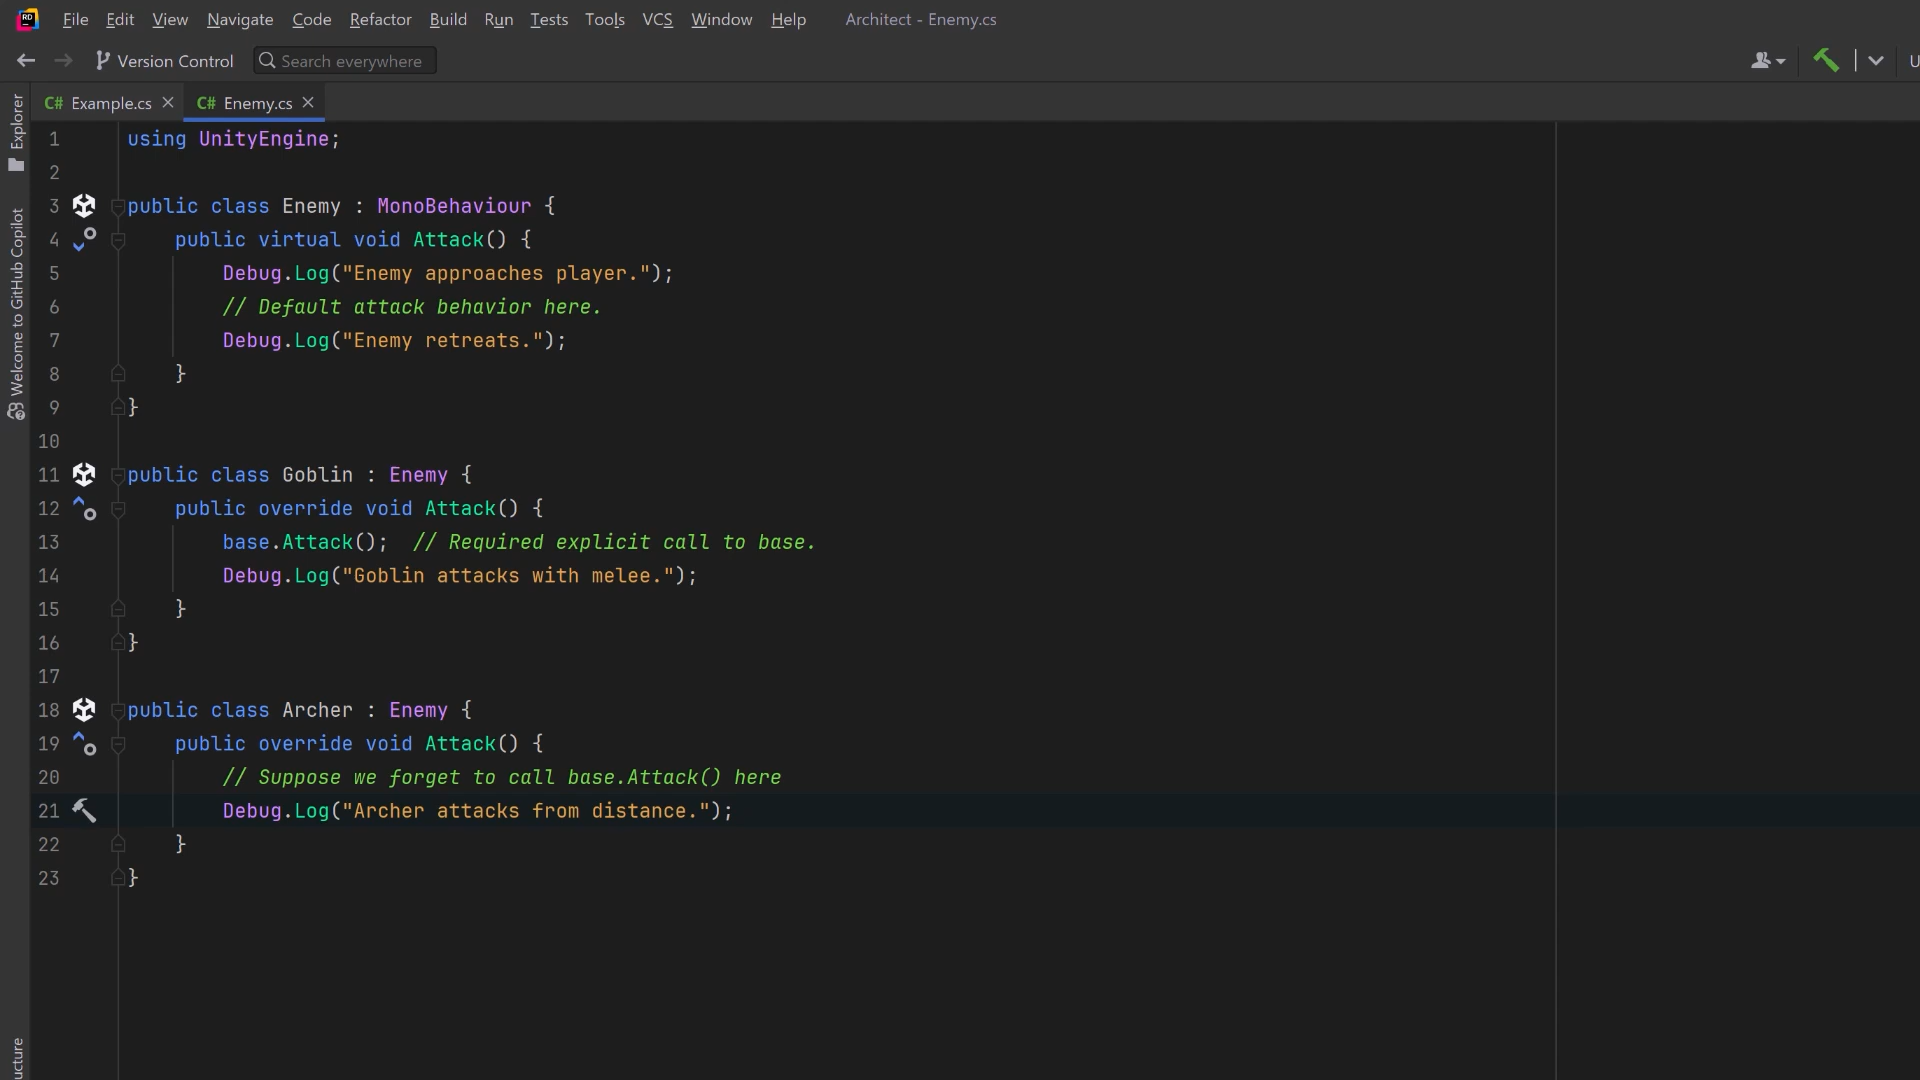 RD File Edit View Navigate Code Refactor Build Run Tests Tools VCS Window Help Architect - Enemy.cs
Version Control Search everywhere U
C# Example.cs C# Enemy.cs
Explorer
Welcome to GitHub Copilot
ucture
1 using UnityEngine;
2
3 public class Enemy : MonoBehaviour {
4     public virtual void Attack() {
5         Debug.Log("Enemy approaches player.");
6         // Default attack behavior here.
7         Debug.Log("Enemy retreats.");
8     }
9 }
10
11 public class Goblin : Enemy {
12     public override void Attack() {
13         base.Attack();  // Required explicit call to base.
14         Debug.Log("Goblin attacks with melee.");
15     }
16 }
17
18 public class Archer : Enemy {
19     public override void Attack() {
20         // Suppose we forget to call base.Attack() here
21         Debug.Log("Archer attacks from distance.");
22     }
23 }